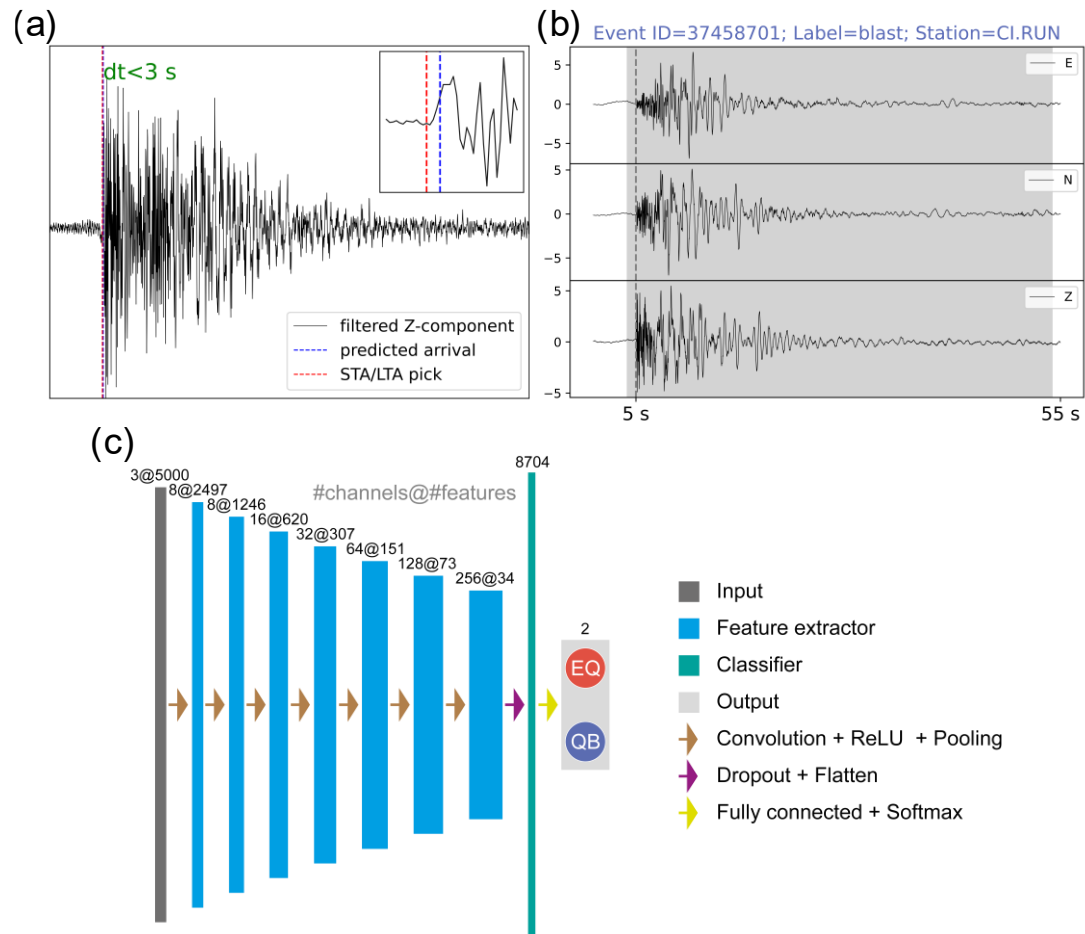 (a)
dt<3 s
filtered Z-component
predicted arrival
STA/LTA pick
(b)
Event ID=37458701; Label=blast; Station=CI.RUN
5
0
−5
E
5
0
−5
N
5
0
−5
Z
5 s
55 s
(c)
3@5000
8@2497
8@1246
16@620
32@307
64@151
128@73
256@34
8704
#channels@#features
2
EQ
QB
Input
Feature extractor
Classifier
Output
Convolution + ReLU + Pooling
Dropout + Flatten
Fully connected + Softmax